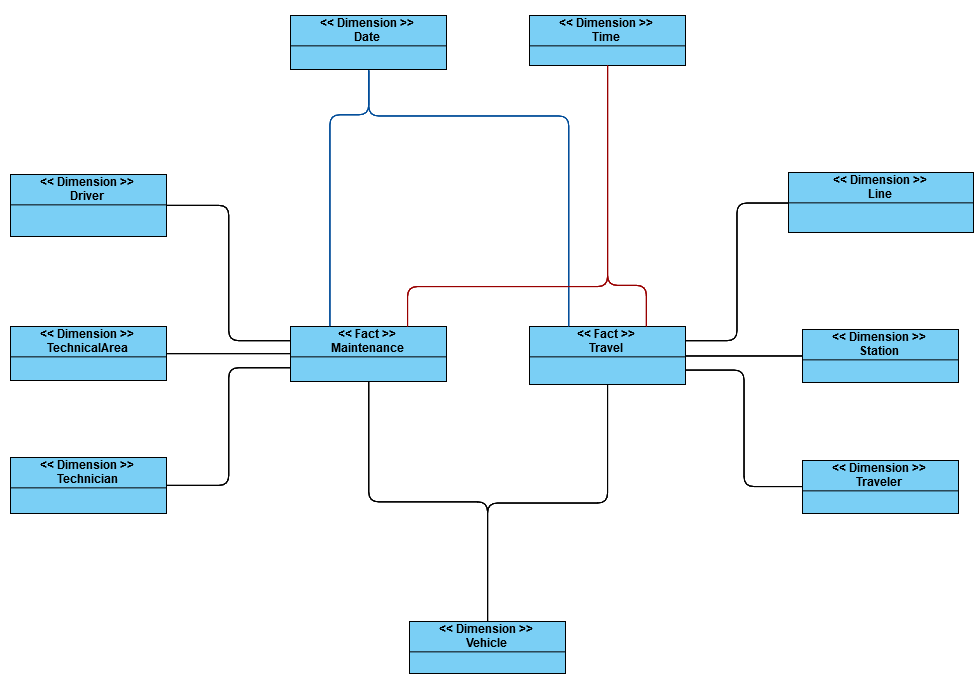 << Dimension >>
Date
<< Dimension >>
Time
<< Dimension >>
Driver
<< Dimension >>
Line
<< Dimension >>
TechnicalArea
<< Fact >>
Maintenance
<< Fact >>
Travel
<< Dimension >>
Station
<< Dimension >>
Technician
<< Dimension >>
Traveler
<< Dimension >>
Vehicle